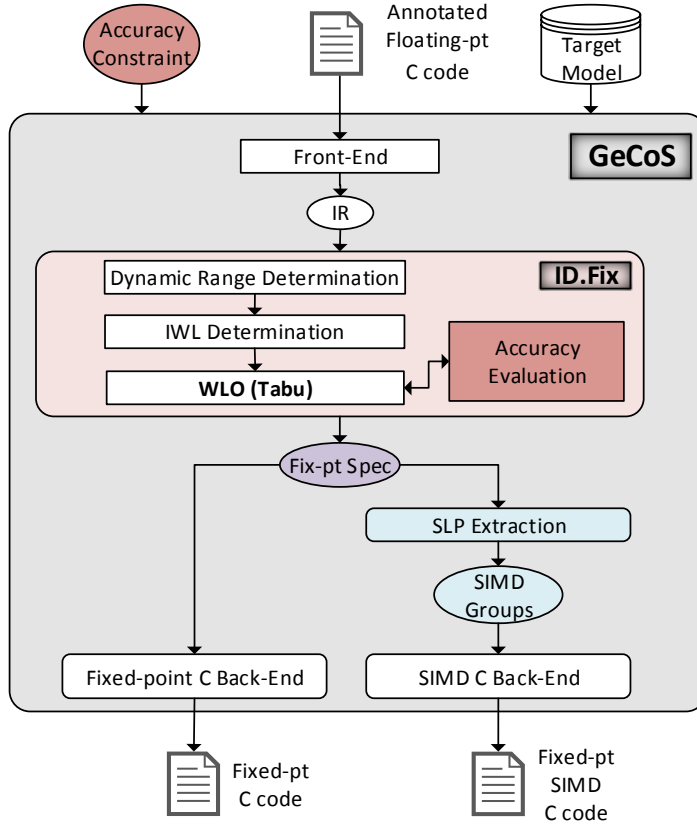 Accuracy
Constraint
Annotated
Floating-pt
C code
Target
Model
GeCoS
Front-End
IR
ID.Fix
Dynamic Range Determination
IWL Determination
WLO (Tabu)
Accuracy
Evaluation
Fix-pt Spec
SLP Extraction
SIMD
Groups
Fixed-point C Back-End
SIMD C Back-End
Fixed-pt
C code
Fixed-pt
SIMD
C code